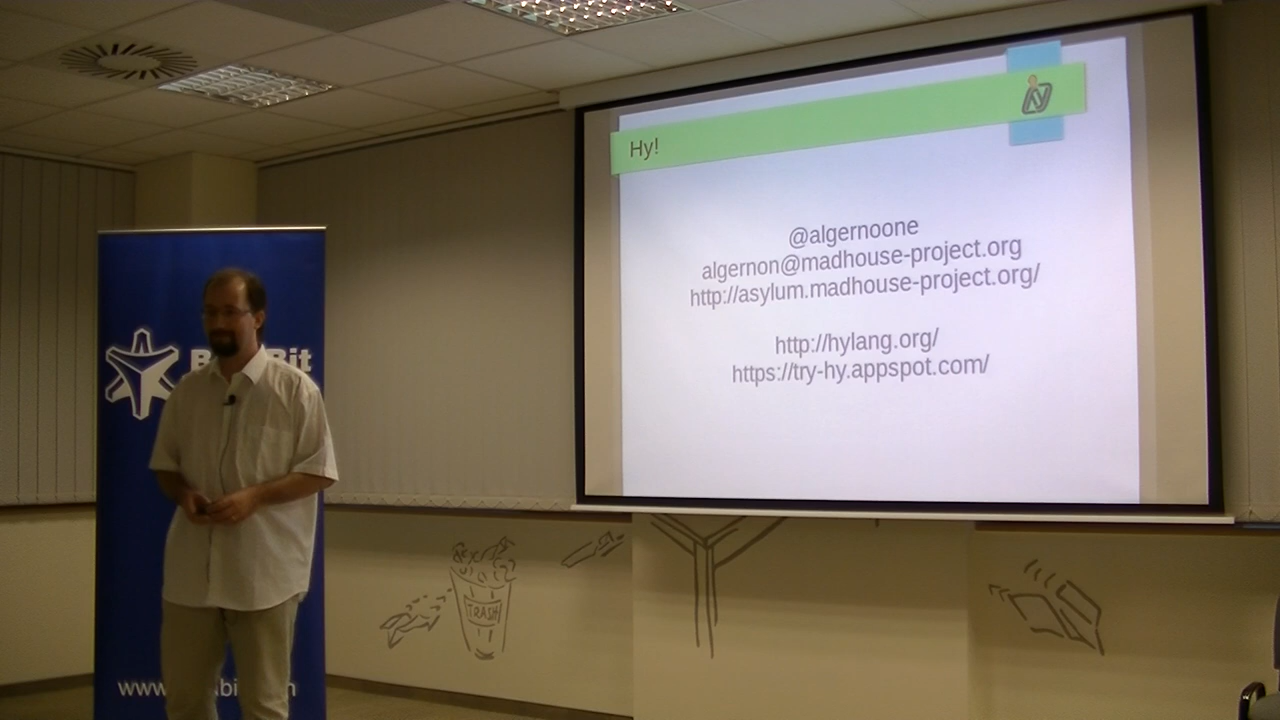 Hy!
@algernoone
algernon@madhouse-project.org
http://asylum.madhouse-project.org/
http://hylang.org/
https://try-hy.appspot.com/
TRASH